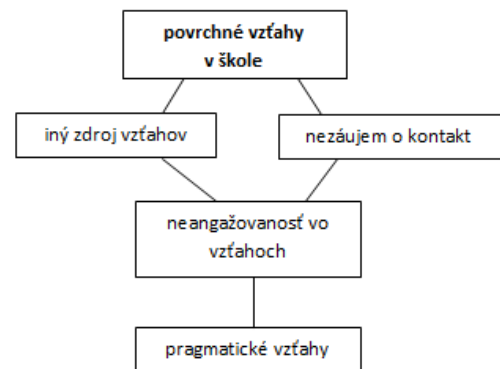 povrchné vzťahy
v škole
iný zdroj vzťahov
nezáujem o kontakt
neangažovanosť vo
vzťahoch
pragmatické vzťahy